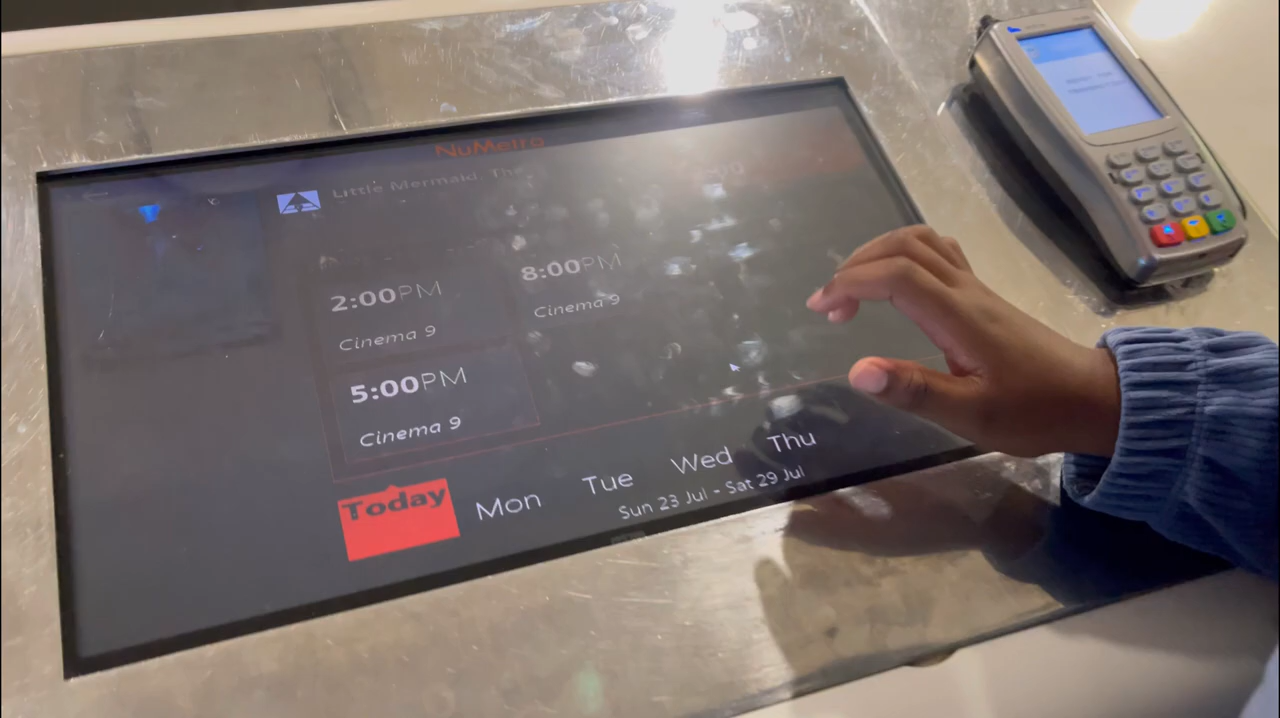 NuMetro
Little Mermaid, The
2:00PM
Cinema 9
8:00PM
Cinema 9
5:00PM
Cinema 9
Today Mon Tue Wed Thu
Sun 23 Jul - Sat 29 Jul